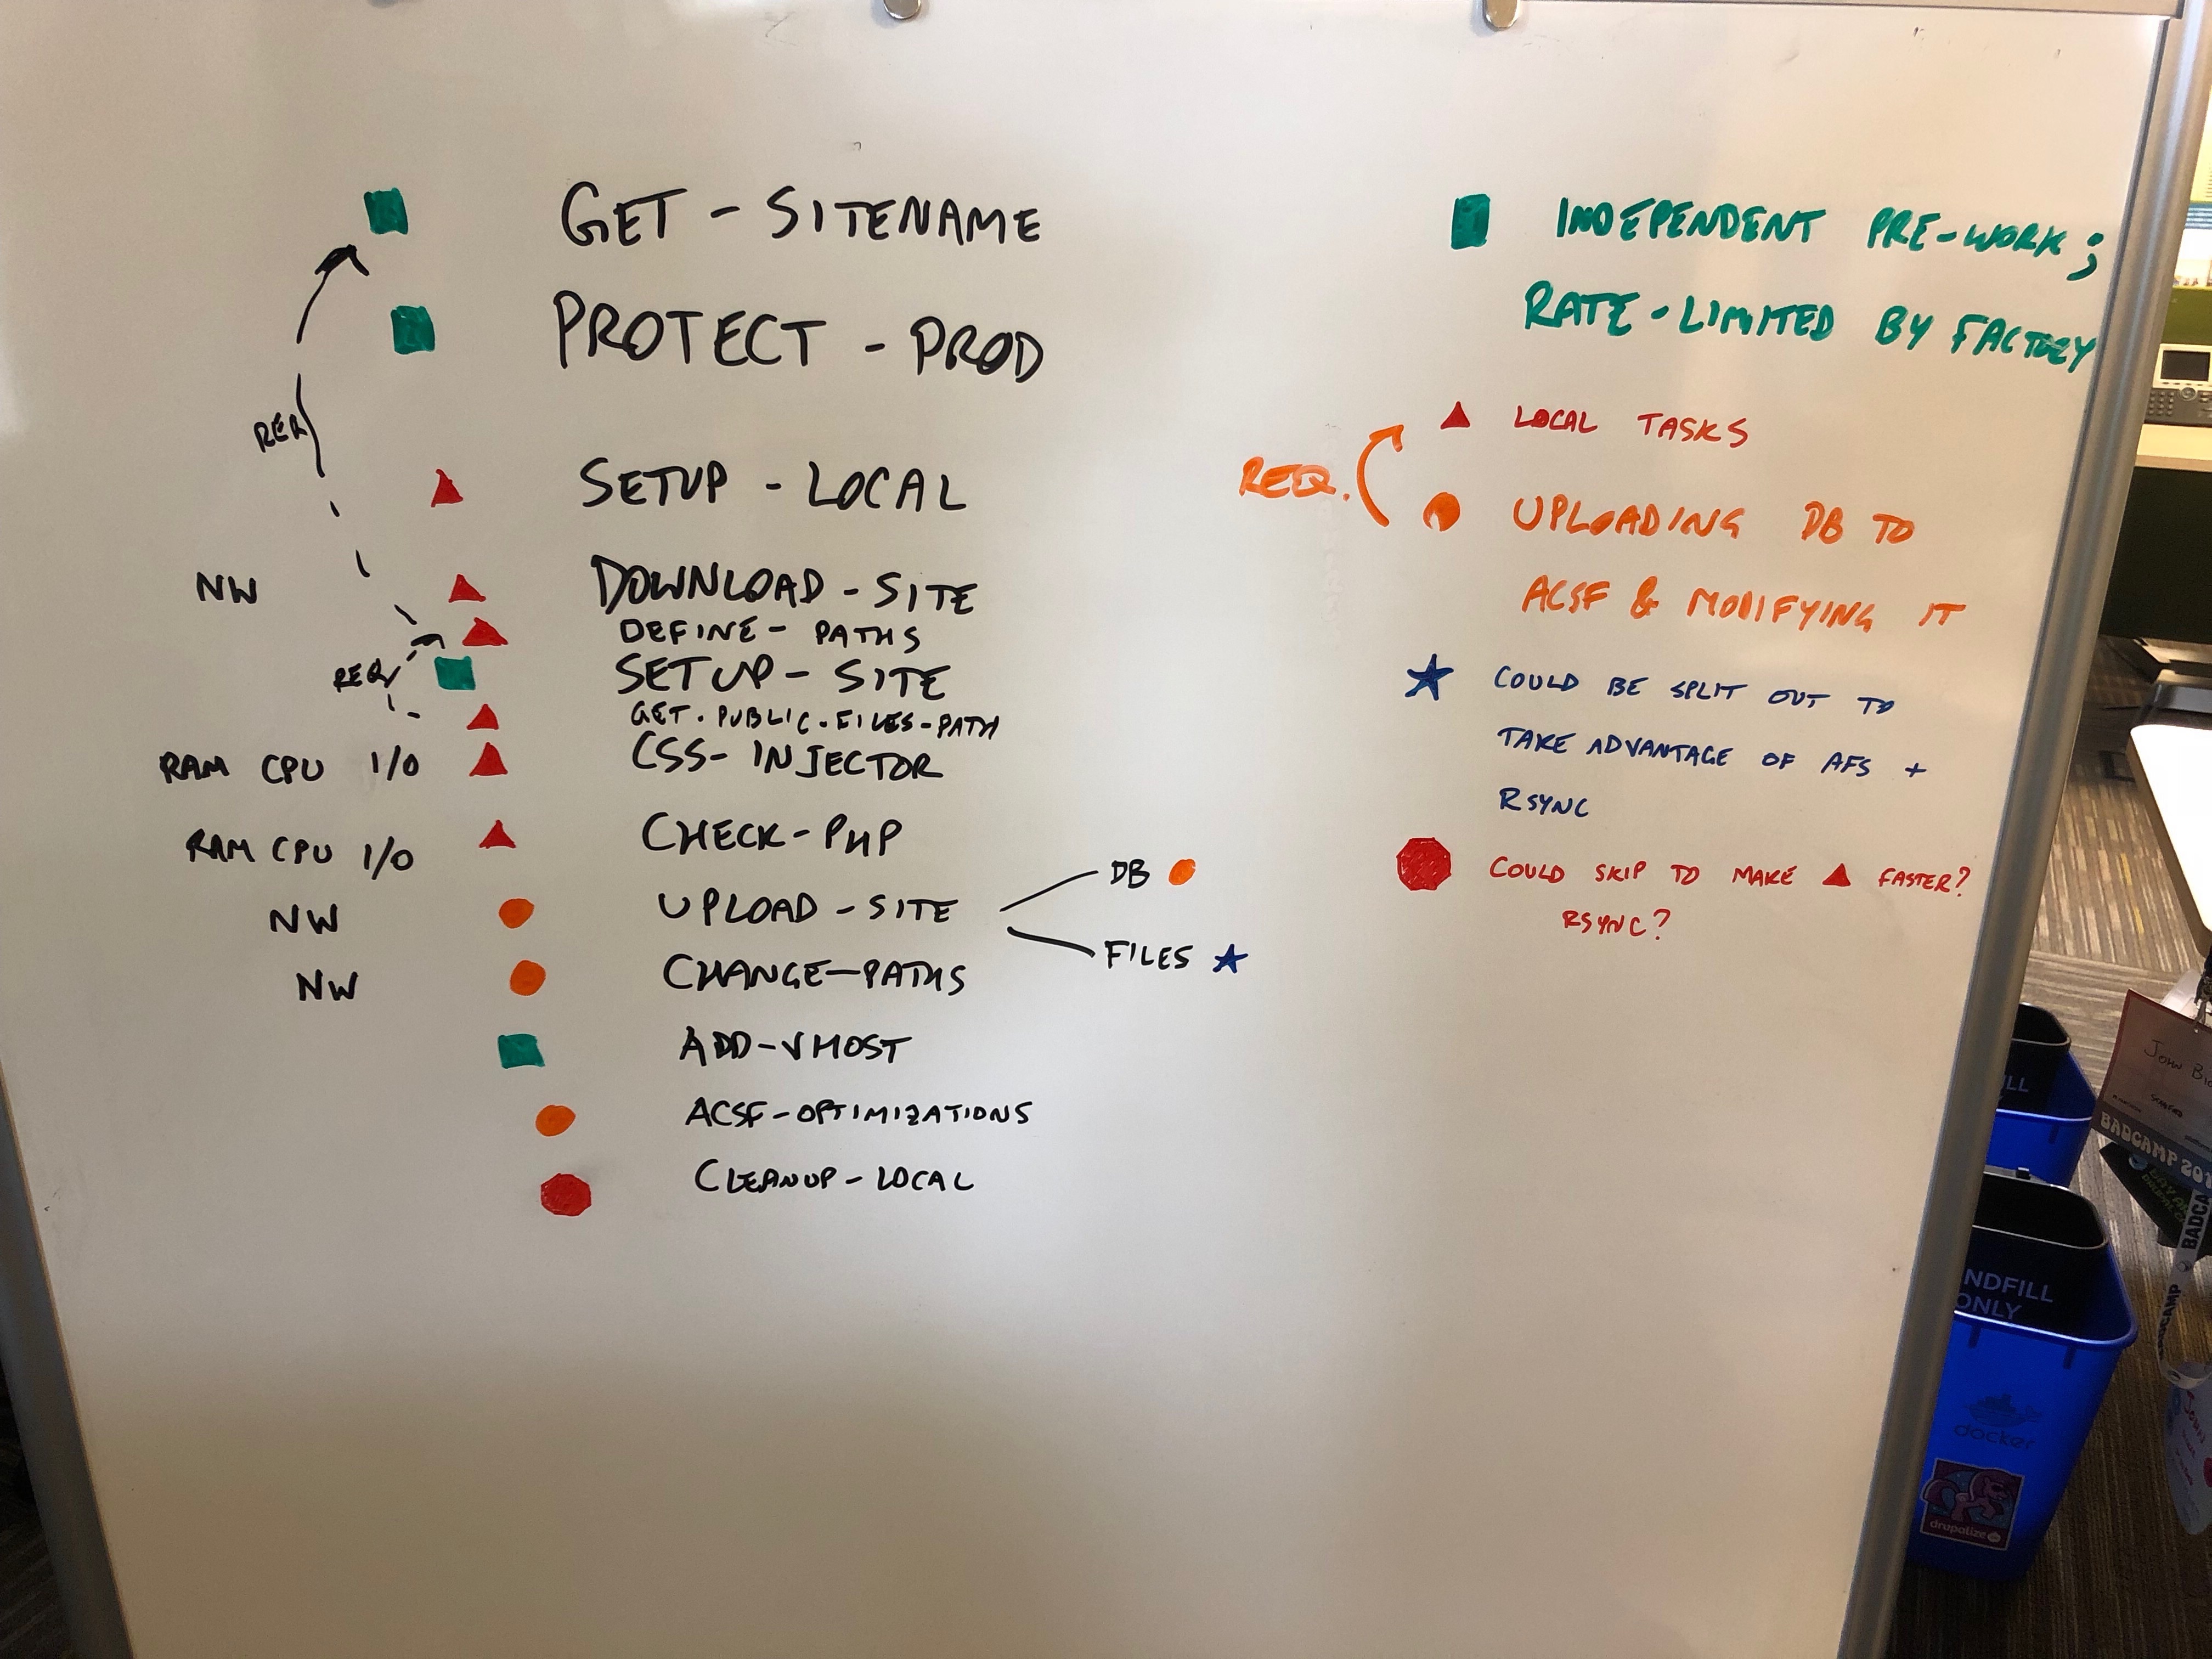 GET - SITENAME
PROTECT - PROD
REQ
SETUP - LOCAL
NW DOWNLOAD - SITE
DEFINE - PATHS
REQ SETUP - SITE
GET-PUBLIC-FILES-PATH
RAM CPU I/O CSS-INJECTOR
RAM CPU I/O CHECK-PHP
NW UPLOAD - SITE
DB
FILES
NW CHANGE-PATHS
ADD-VHOST
ACSF-OPTIMIZATIONS
CLEANUP - LOCAL
INDEPENDENT PRE-WORK;
RATE-LIMITED BY FACTORY
LOCAL TASKS
REQ.
UPLOADING DB TO
ACSF & MODIFYING IT
COULD BE SPLIT OUT TO
TAKE ADVANTAGE OF AFS +
RSYNC
COULD SKIP TO MAKE ▲ FASTER?
RSYNC?
JOHN
BADCAMP
BADCAMP
NDFILL
ONLY
docker
drupalize